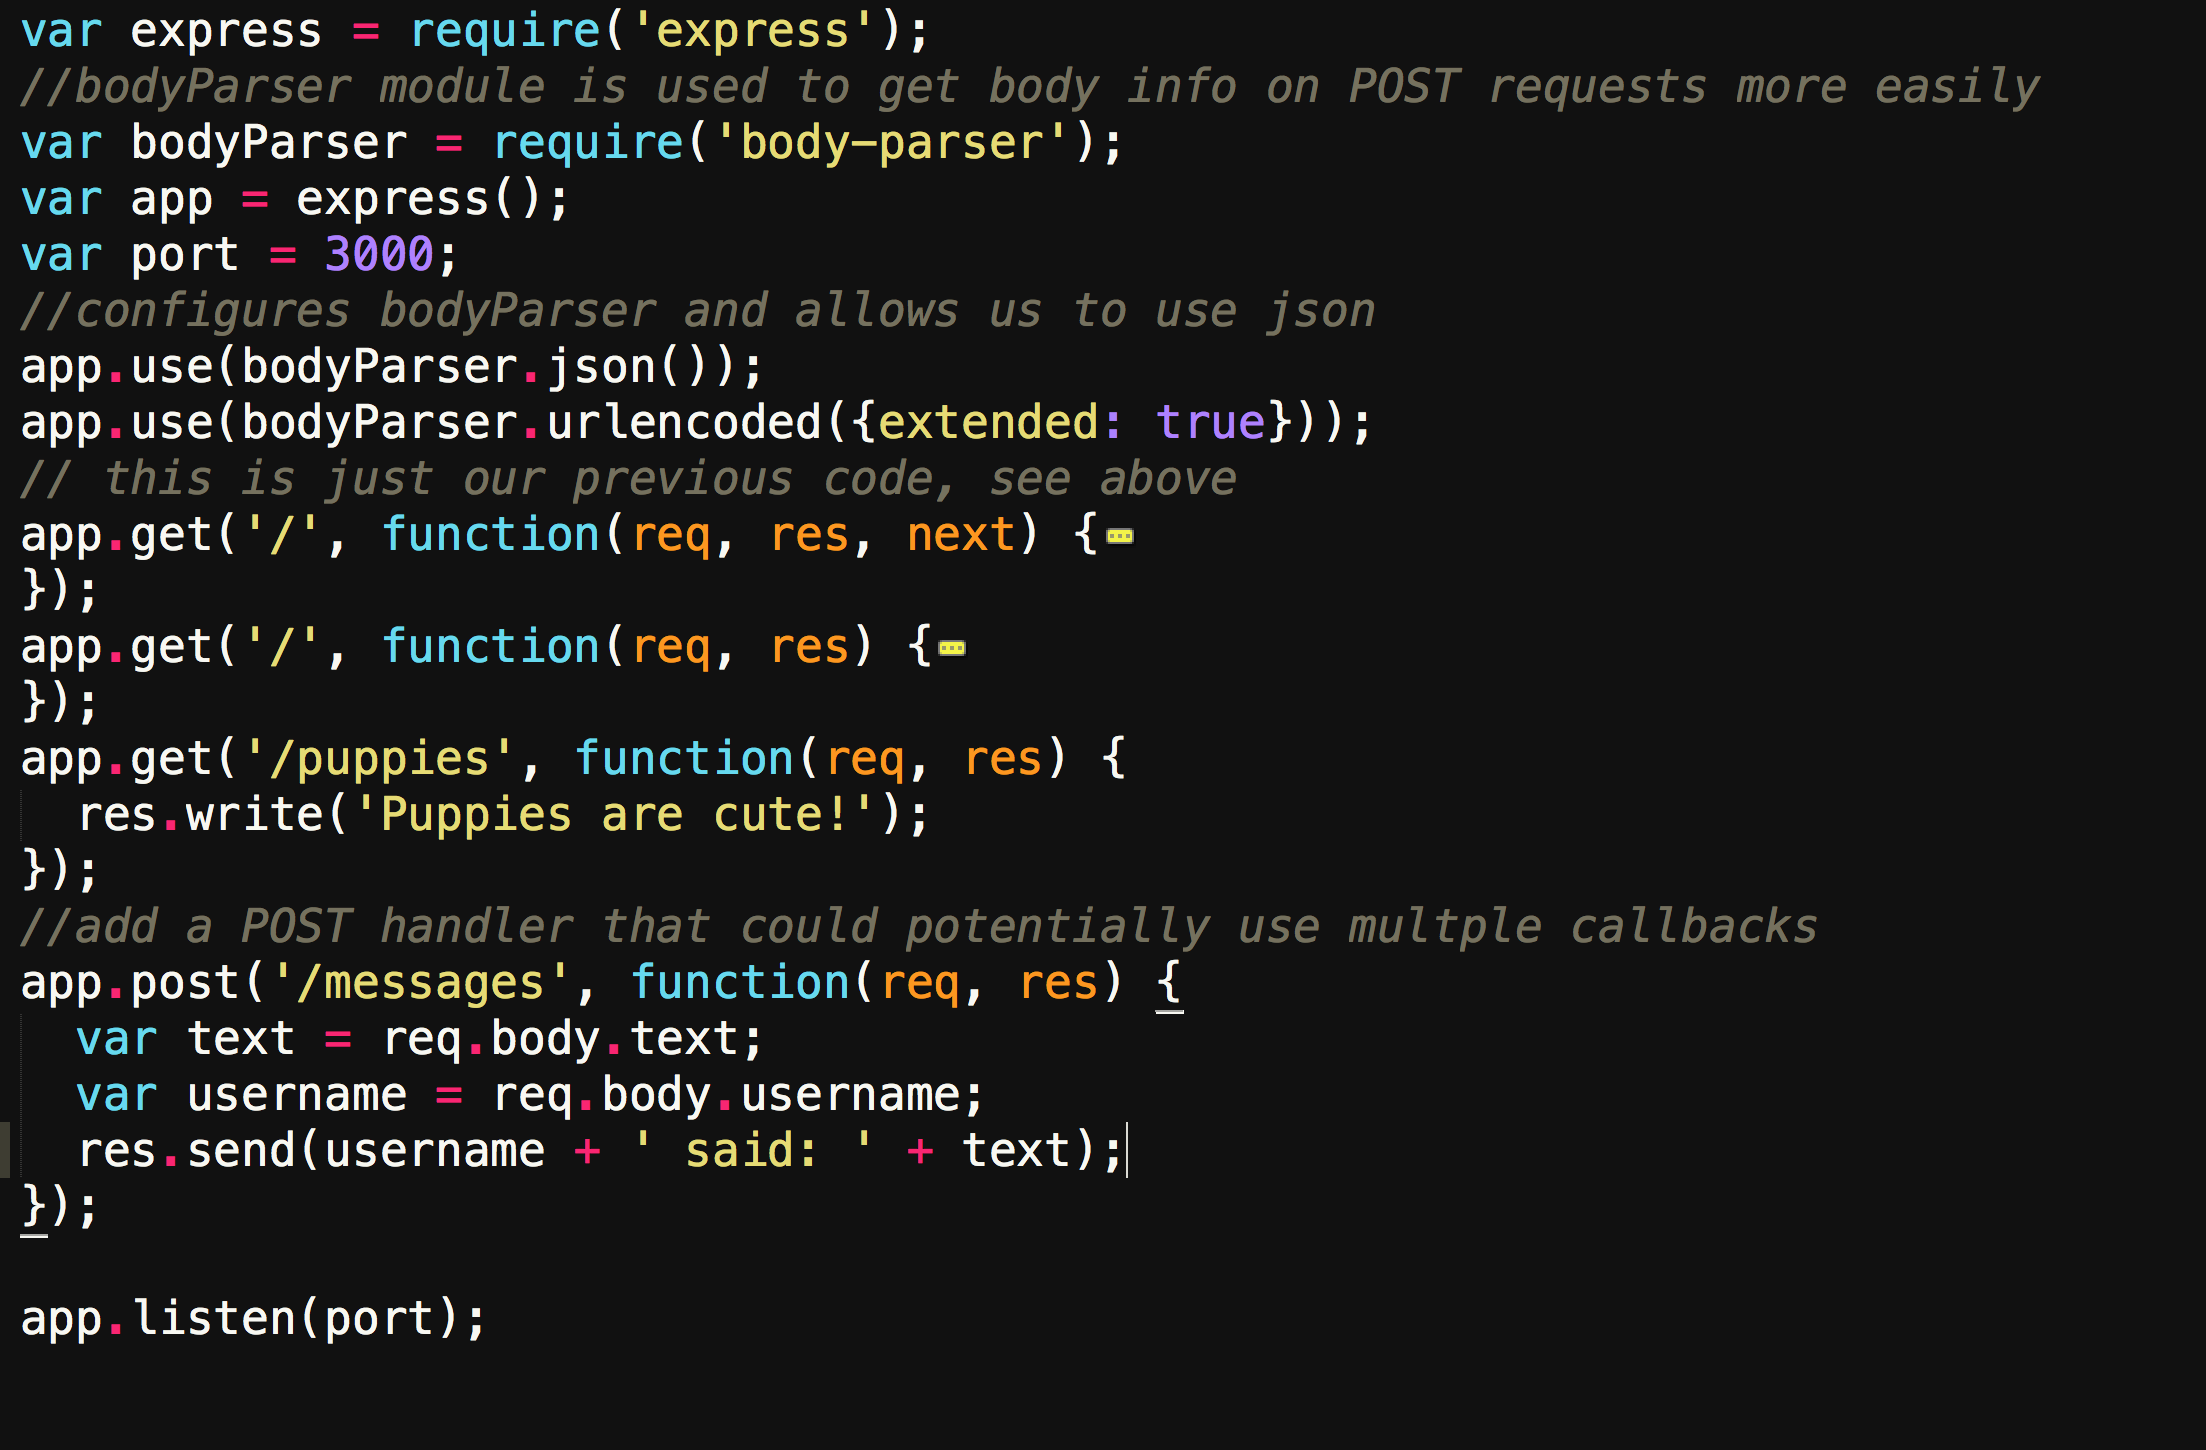 var express = require('express');
//bodyParser module is used to get body info on POST requests more easily
var bodyParser = require('body-parser');
var app = express();
var port = 3000;
//configures bodyParser and allows us to use json
app.use(bodyParser.json());
app.use(bodyParser.urlencoded({extended: true}));
// this is just our previous code, see above
app.get('/', function(req, res, next) {
});
app.get('/', function(req, res) {
});
app.get('/puppies', function(req, res) {
  res.write('Puppies are cute!');
});
//add a POST handler that could potentially use multple callbacks
app.post('/messages', function(req, res) {
  var text = req.body.text;
  var username = req.body.username;
  res.send(username + ' said: ' + text);
});
app.listen(port);